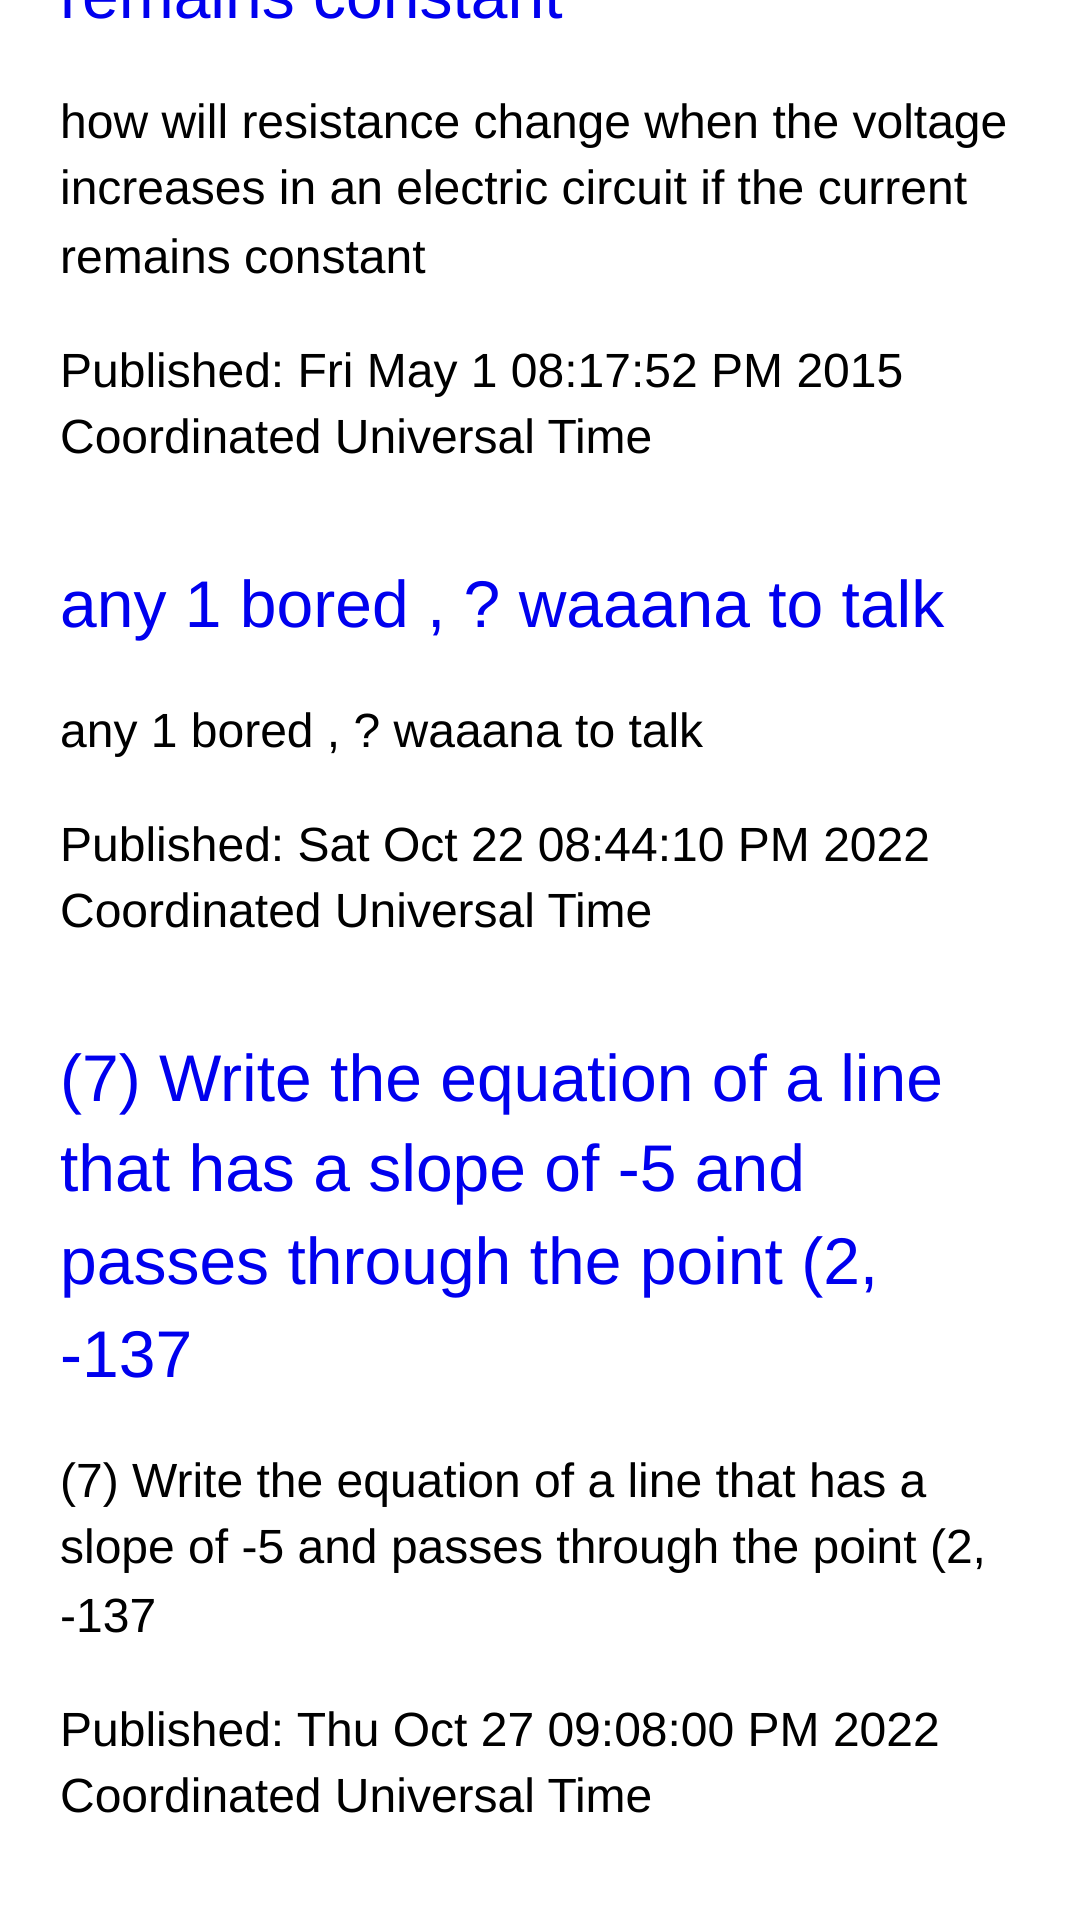 remains constant
how will resistance change when the voltage
increases in an electric circuit if the current
remains constant
Published: Fri May 1 08:17:52 PM 2015
Coordinated Universal Time
any 1 bored , ? waaana to talk
any 1 bored , ? waaana to talk
Published: Sat Oct 22 08:44:10 PM 2022
Coordinated Universal Time
(7) Write the equation of a line
that has a slope of -5 and
passes through the point (2,
-137
(7) Write the equation of a line that has a
slope of -5 and passes through the point (2,
-137
Published: Thu Oct 27 09:08:00 PM 2022
Coordinated Universal Time